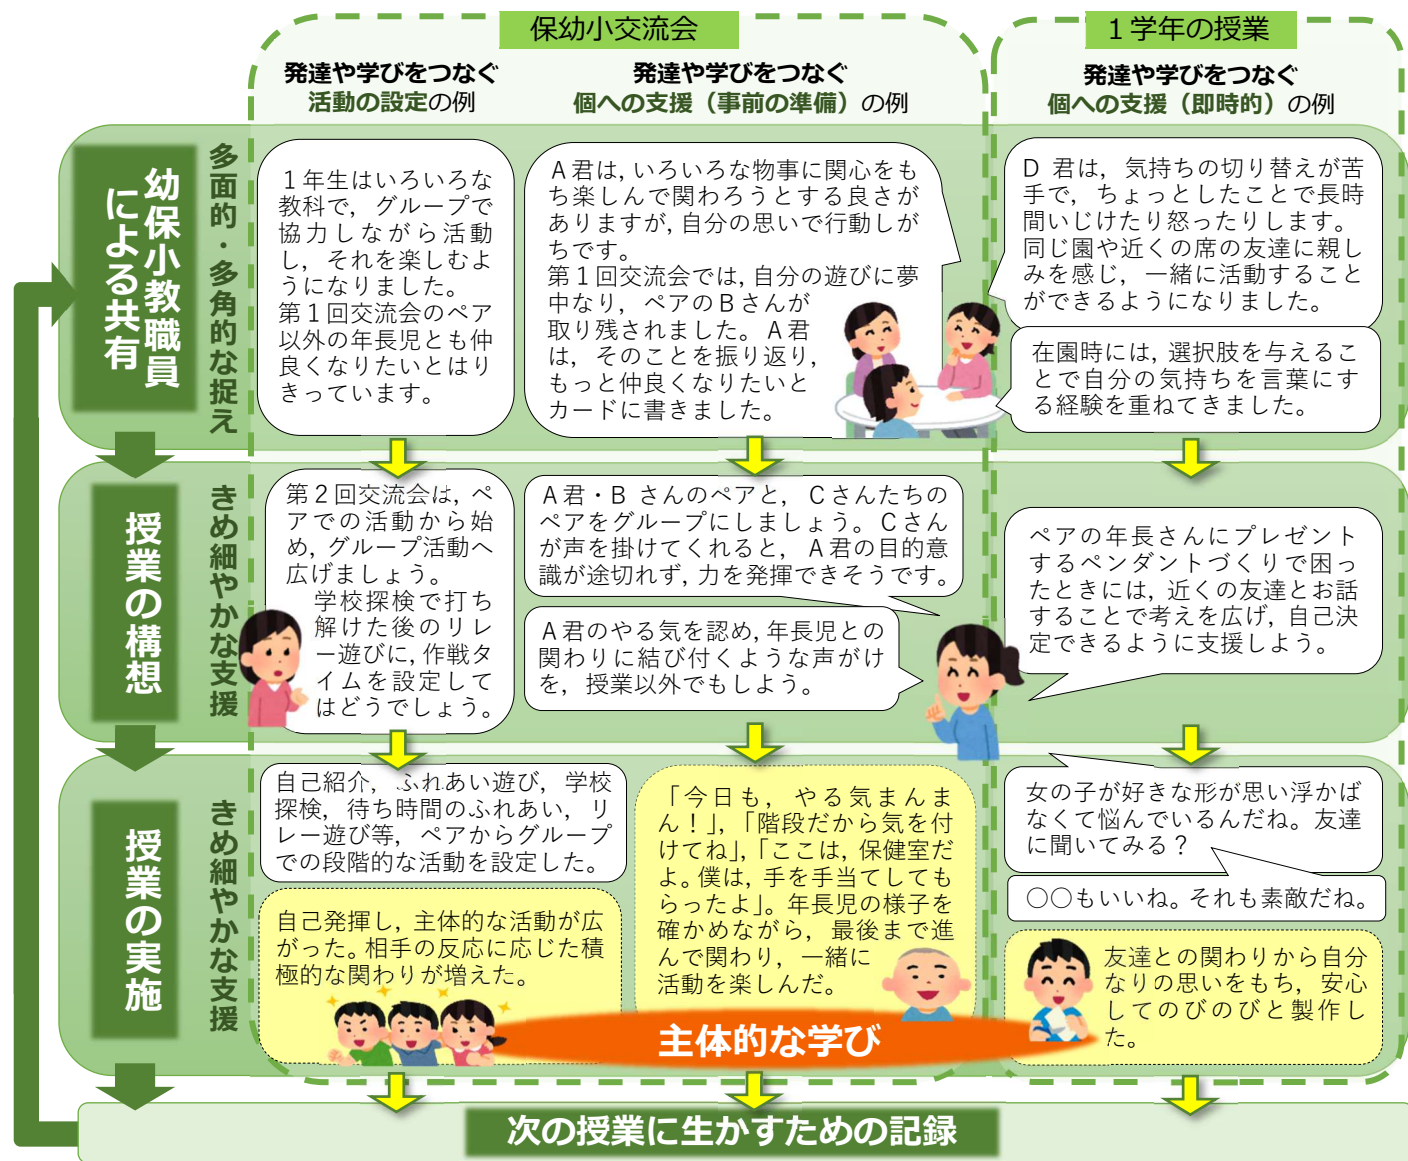 保幼小交流会
１学年の授業
発達や学びをつなぐ
活動の設定の例
発達や学びをつなぐ
個への支援（事前の準備）の例
発達や学びをつなぐ
個への支援（即時的）の例
幼保小教職員
による共有
多面的・多角的な捉え
１年生はいろいろな
教科で，グループで
協力しながら活動
し，それを楽しむよ
うになりました。
第１回交流会のペア
以外の年長児とも仲
良くなりたいとはり
きっています。
Ａ君は，いろいろな物事に関心をも
ち楽しんで関わろうとする良さが
ありますが，自分の思いで行動しが
ちです。
第１回交流会では，自分の遊びに夢
中なり，ペアのＢさんが
取り残されました。Ａ君
は，そのことを振り返り，
もっと仲良くなりたいと
カードに書きました。
D 君は，気持ちの切り替えが苦
手で，ちょっとしたことで長時
間いじけたり怒ったりします。
同じ園や近くの席の友達に親し
みを感じ，一緒に活動すること
ができるようになりました。
在園時には，選択肢を与えるこ
とで自分の気持ちを言葉にす
る経験を重ねてきました。
授業の構想
きめ細やかな支援
第２回交流会は，ペ
アでの活動から始
め，グループ活動へ
広げましょう。
学校探検で打ち
解けた後のリレ
ー遊びに，作戦タ
イムを設定して
はどうでしょう。
Ａ君・Ｂ さんのペアと，Ｃさんたちの
ペアをグループにしましょう。Ｃさん
が声を掛けてくれると，Ａ君の目的意
識が途切れず，力を発揮できそうです。
Ａ君のやる気を認め，年長児との
関わりに結び付くような声がけ
を，授業以外でもしよう。
ペアの年長さんにプレゼント
するペンダントづくりで困っ
たときには，近くの友達とお話
することで考えを広げ，自己決
定できるように支援しよう。
授業の実施
きめ細やかな支援
自己紹介，ふれあい遊び，学校
探検，待ち時間のふれあい，リ
レー遊び等，ペアからグループ
での段階的な活動を設定した。
自己発揮し，主体的な活動が広
がった。相手の反応に応じた積
極的な関わりが増えた。
「今日も，やる気まんま
ん！」，「階段だから気を付
けてね」，「ここは，保健室だ
よ。僕は，手を手当てしても
らったよ」。年長児の様子を
確かめながら，最後まで進
んで関わり，一緒に
活動を楽しんだ。
女の子が好きな形が思い浮かば
なくて悩んでいるんだね。友達
に聞いてみる？
○○もいいね。それも素敵だね。
友達との関わりから自分
なりの思いをもち，安心
してのびのびと製作し
た。
主体的な学び
次の授業に生かすための記録